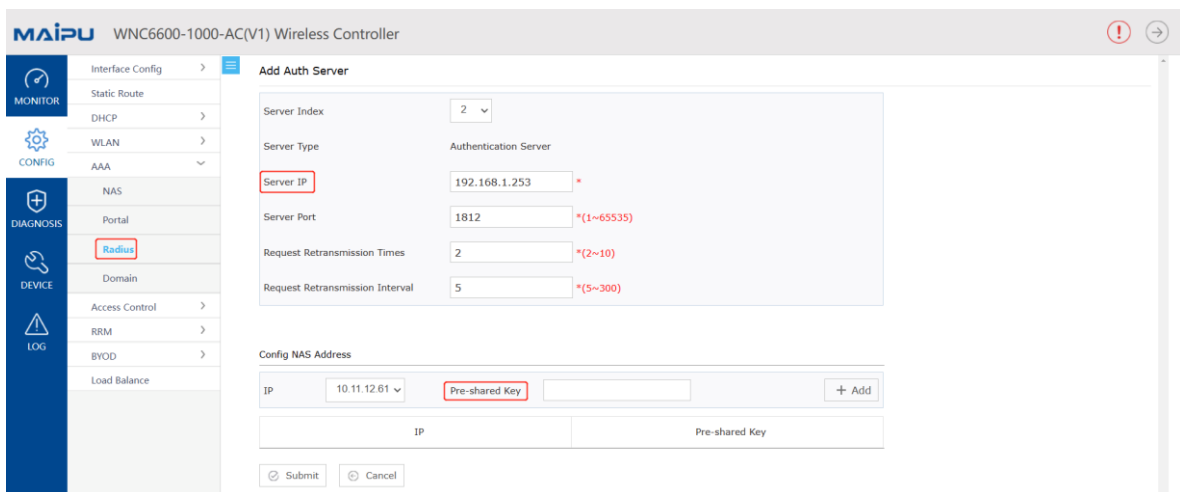 MAIPU WNC6600-1000-AC(V1) Wireless Controller
MONITOR
CONFIG
DIAGNOSIS
DEVICE
LOG
Interface Config
Static Route
DHCP
WLAN
AAA
NAS
Portal
Radius
Domain
Access Control
RRM
BYOD
Load Balance
Add Auth Server
Server Index 2
Server Type Authentication Server
Server IP 192.168.1.253 *
Server Port 1812 *(1~65535)
Request Retransmission Times 2 *(2~10)
Request Retransmission Interval 5 *(5~300)
Config NAS Address
IP 10.11.12.61 Pre-shared Key + Add
IP Pre-shared Key
Submit Cancel